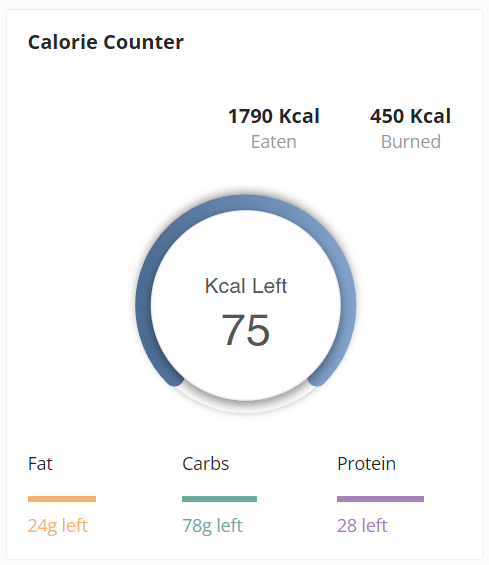 Calorie Counter
1790 Kcal
Eaten
450 Kcal
Burned
Kcal Left
75
Fat
24g left
Carbs
78g left
Protein
28 left